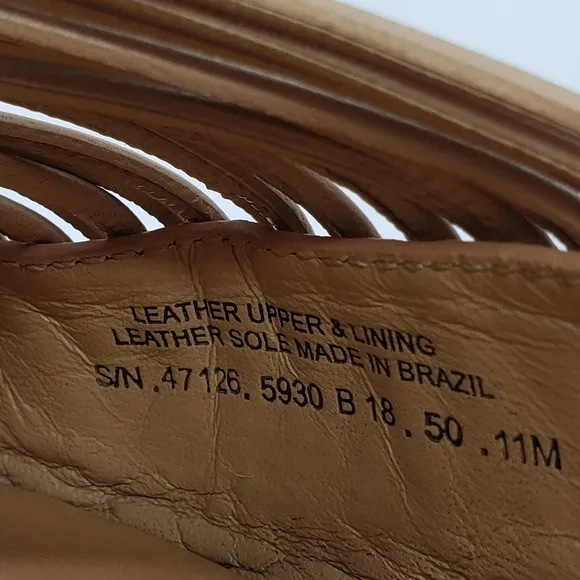 LEATHER UPPER & LINING
LEATHER SOLE MADE IN BRAZIL
S/N .47126. 5930 B 18 . 50 .11M